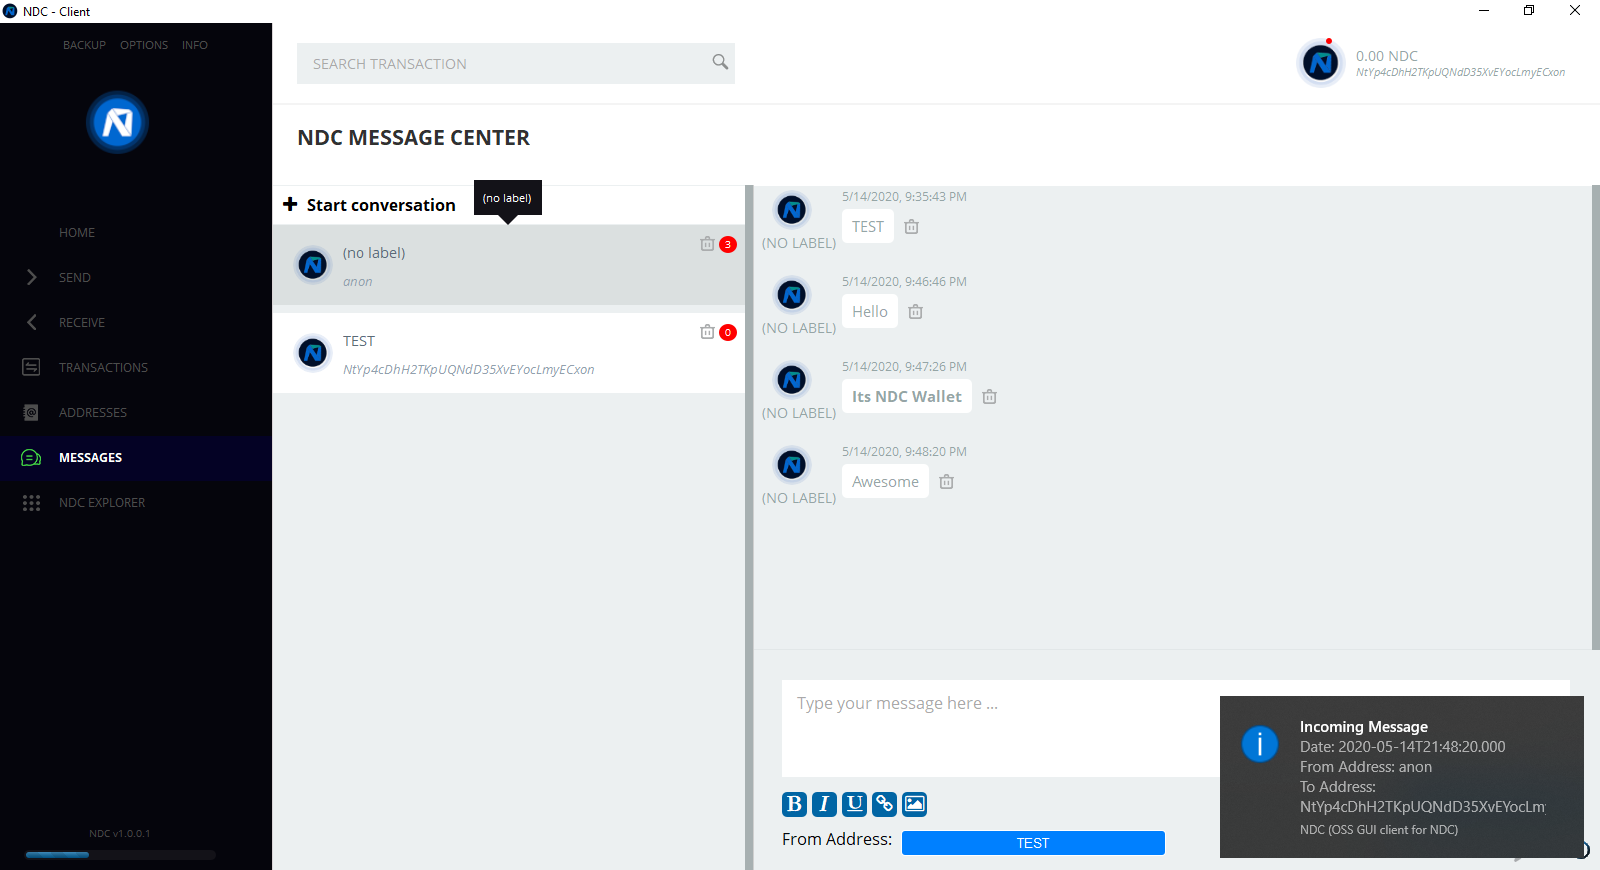 NDC - Client
BACKUP OPTIONS INFO
SEARCH TRANSACTION
0.00 NDC
NtYp4cDhH2TKpUQNdD35XvEYocLmyECxon
NDC MESSAGE CENTER
HOME
SEND
RECEIVE
TRANSACTIONS
ADDRESSES
MESSAGES
NDC EXPLORER
NDC v1.0.0.1
Start conversation
(no label)
(no label)
3
anon
TEST
0
NtYp4cDhH2TKpUQNdD35XvEYocLmyECxon
5/14/2020, 9:35:43 PM
TEST
(NO LABEL)
5/14/2020, 9:46:46 PM
Hello
(NO LABEL)
5/14/2020, 9:47:26 PM
Its NDC Wallet
(NO LABEL)
5/14/2020, 9:48:20 PM
Awesome
(NO LABEL)
Type your message here ...
B I U
From Address: TEST
Incoming Message
Date: 2020-05-14T21:48:20.000
From Address: anon
To Address:
NtYp4cDhH2TKpUQNdD35XvEYocLm
NDC (OSS GUI client for NDC)